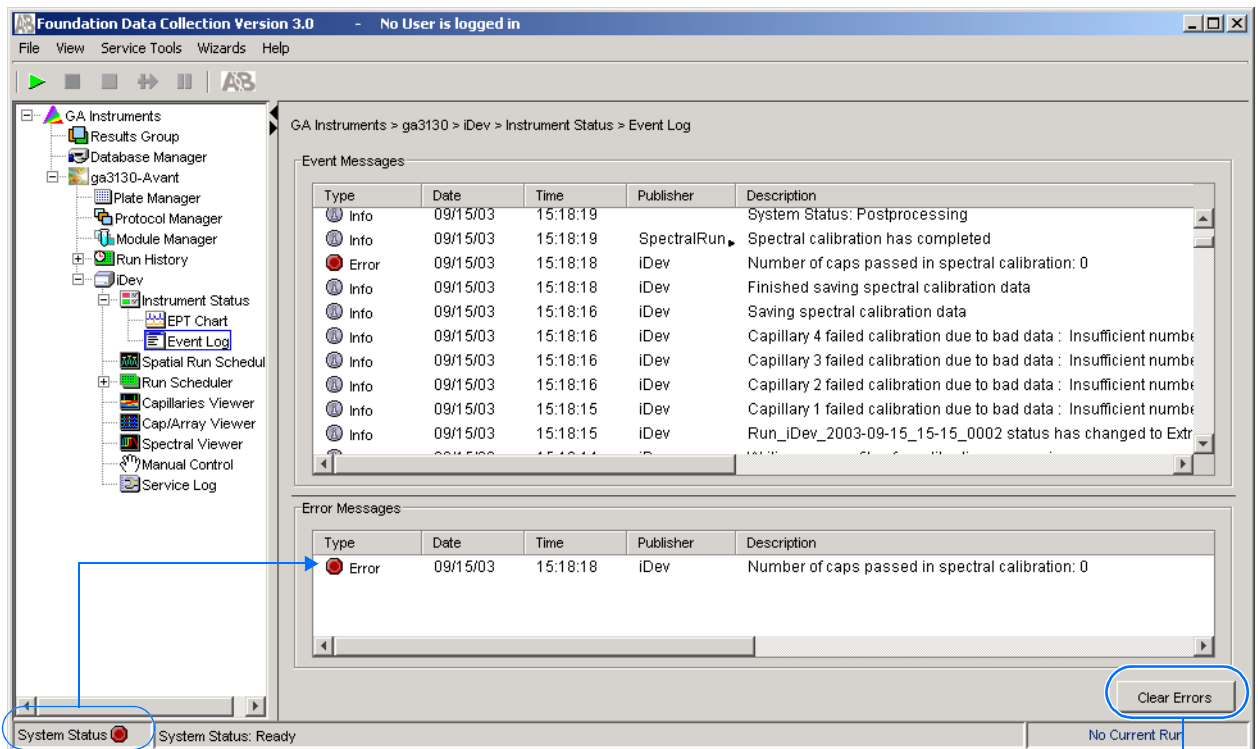 Foundation Data Collection Version 3.0 - No User is logged in
File View Service Tools Wizards Help
AB
GA Instruments
Results Group
Database Manager
ga3130-Avant
Plate Manager
Protocol Manager
Module Manager
Run History
iDev
Instrument Status
EPT Chart
Event Log
Spatial Run Schedul
Run Scheduler
Capillaries Viewer
Cap/Array Viewer
Spectral Viewer
Manual Control
Service Log
GA Instruments > ga3130 > iDev > Instrument Status > Event Log
Event Messages
Type Date Time Publisher Description
Info 09/15/03 15:18:19 System Status: Postprocessing
Info 09/15/03 15:18:19 SpectralRun Spectral calibration has completed
Error 09/15/03 15:18:18 iDev Number of caps passed in spectral calibration: 0
Info 09/15/03 15:18:18 iDev Finished saving spectral calibration data
Info 09/15/03 15:18:16 iDev Saving spectral calibration data
Info 09/15/03 15:18:16 iDev Capillary 4 failed calibration due to bad data : Insufficient numbe
Info 09/15/03 15:18:16 iDev Capillary 3 failed calibration due to bad data : Insufficient numbe
Info 09/15/03 15:18:16 iDev Capillary 2 failed calibration due to bad data : Insufficient numbe
Info 09/15/03 15:18:15 iDev Capillary 1 failed calibration due to bad data : Insufficient numbe
Info 09/15/03 15:18:15 iDev Run_iDev_2003-09-15_15-15_0002 status has changed to Extr
Error Messages
Type Date Time Publisher Description
Error 09/15/03 15:18:18 iDev Number of caps passed in spectral calibration: 0
Clear Errors
System Status System Status: Ready No Current Run